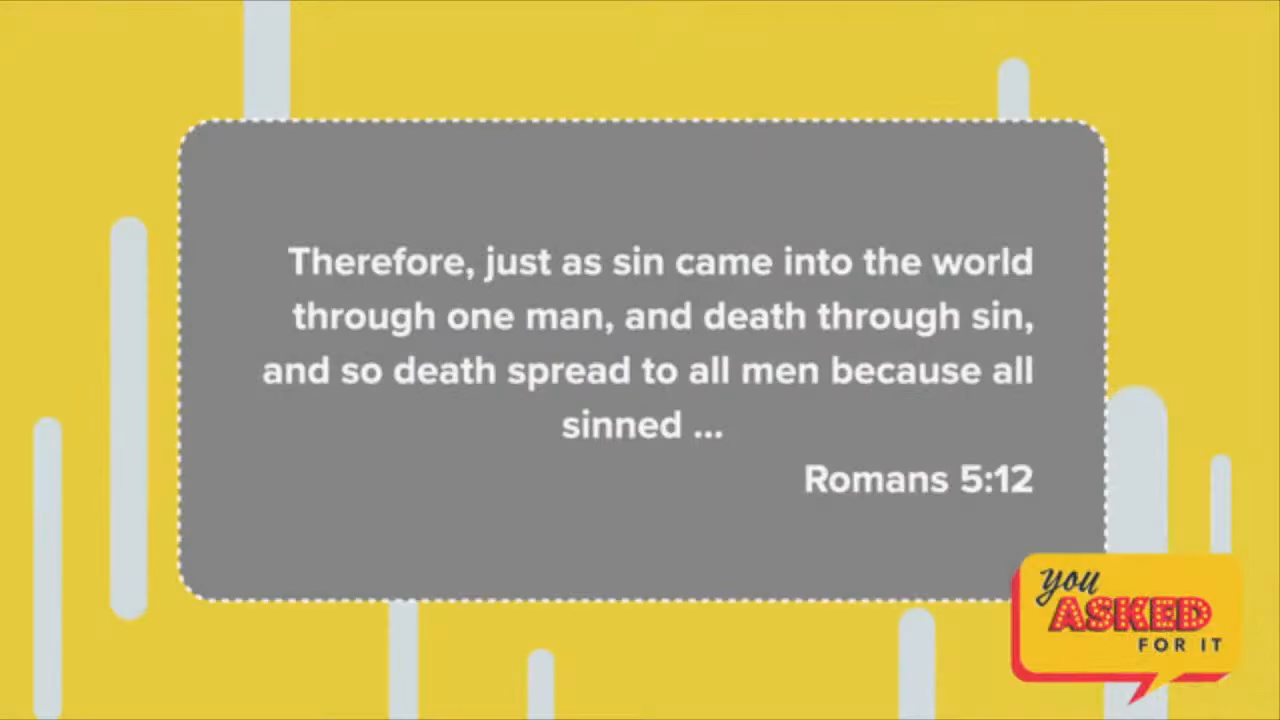 Therefore, just as sin came into the world
through one man, and death through sin,
and so death spread to all men because all
sinned ...
Romans 5:12
you
ASKED
FOR IT